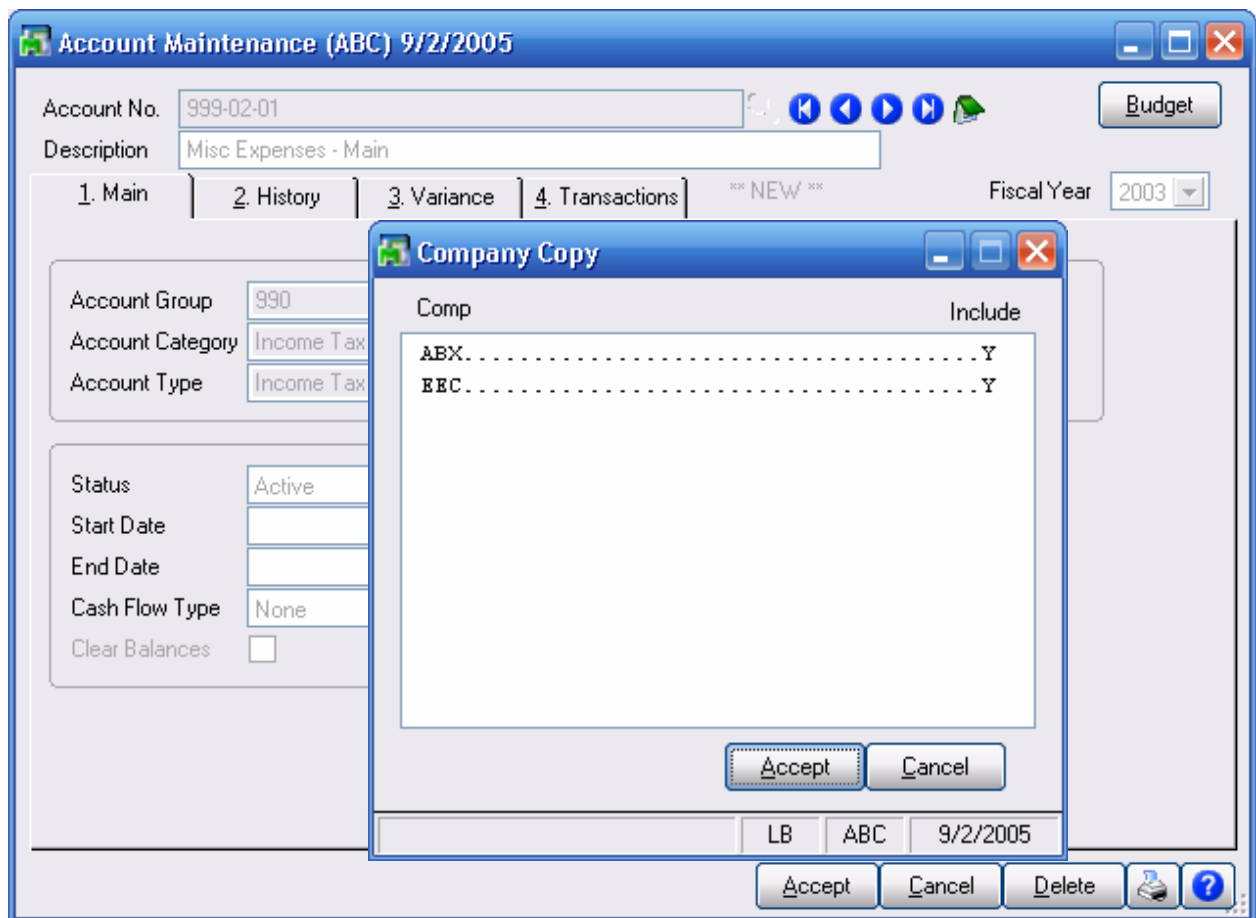 Account Maintenance (ABC) 9/2/2005
Account No. 999-02-01 Budget
Description Misc Expenses - Main
1. Main 2. History 3. Variance 4. Transactions ** NEW ** Fiscal Year 2003
Company Copy
Comp Include
ABX.....................................Y
EEC.....................................Y
Account Group 990
Account Category Income Tax
Account Type Income Tax
Status Active
Start Date
End Date
Cash Flow Type None
Clear Balances
Accept Cancel
LB ABC 9/2/2005
Accept Cancel Delete ?